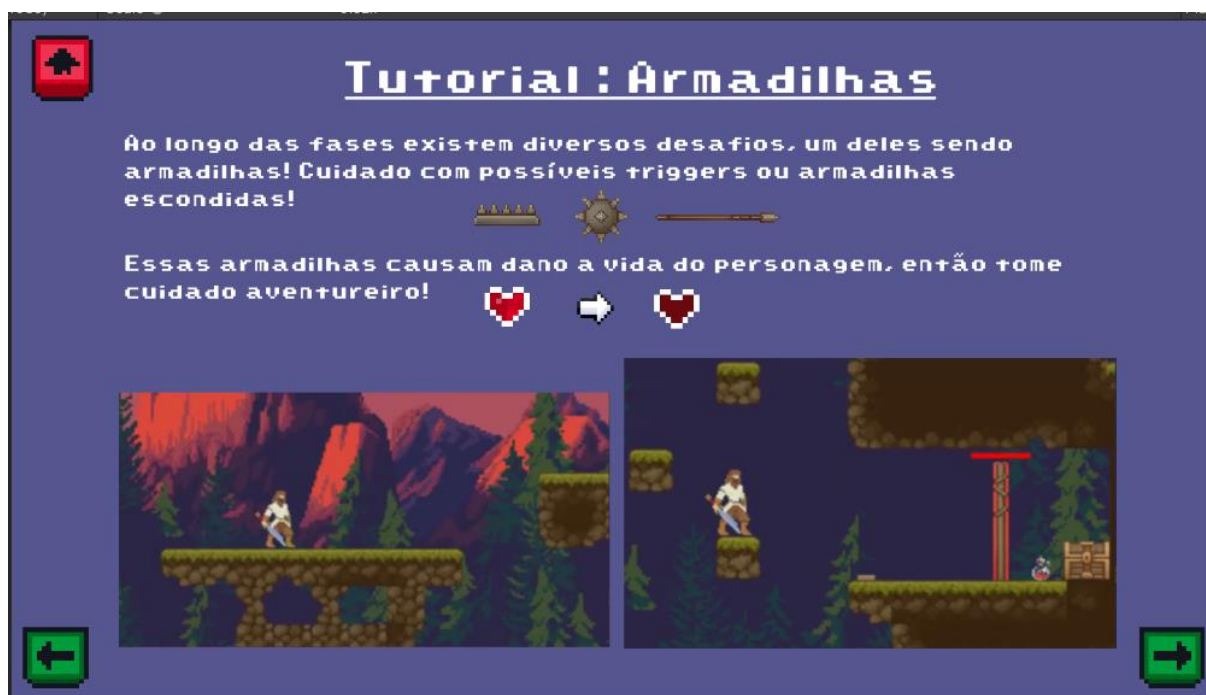 Tutorial: Armadilhas
Ao longo das fases existem diversos desafios, um deles sendo
armadilhas! Cuidado com possíveis triggers ou armadilhas
escondidas!
Essas armadilhas causam dano a vida do personagem, então tome
cuidado aventureiro!